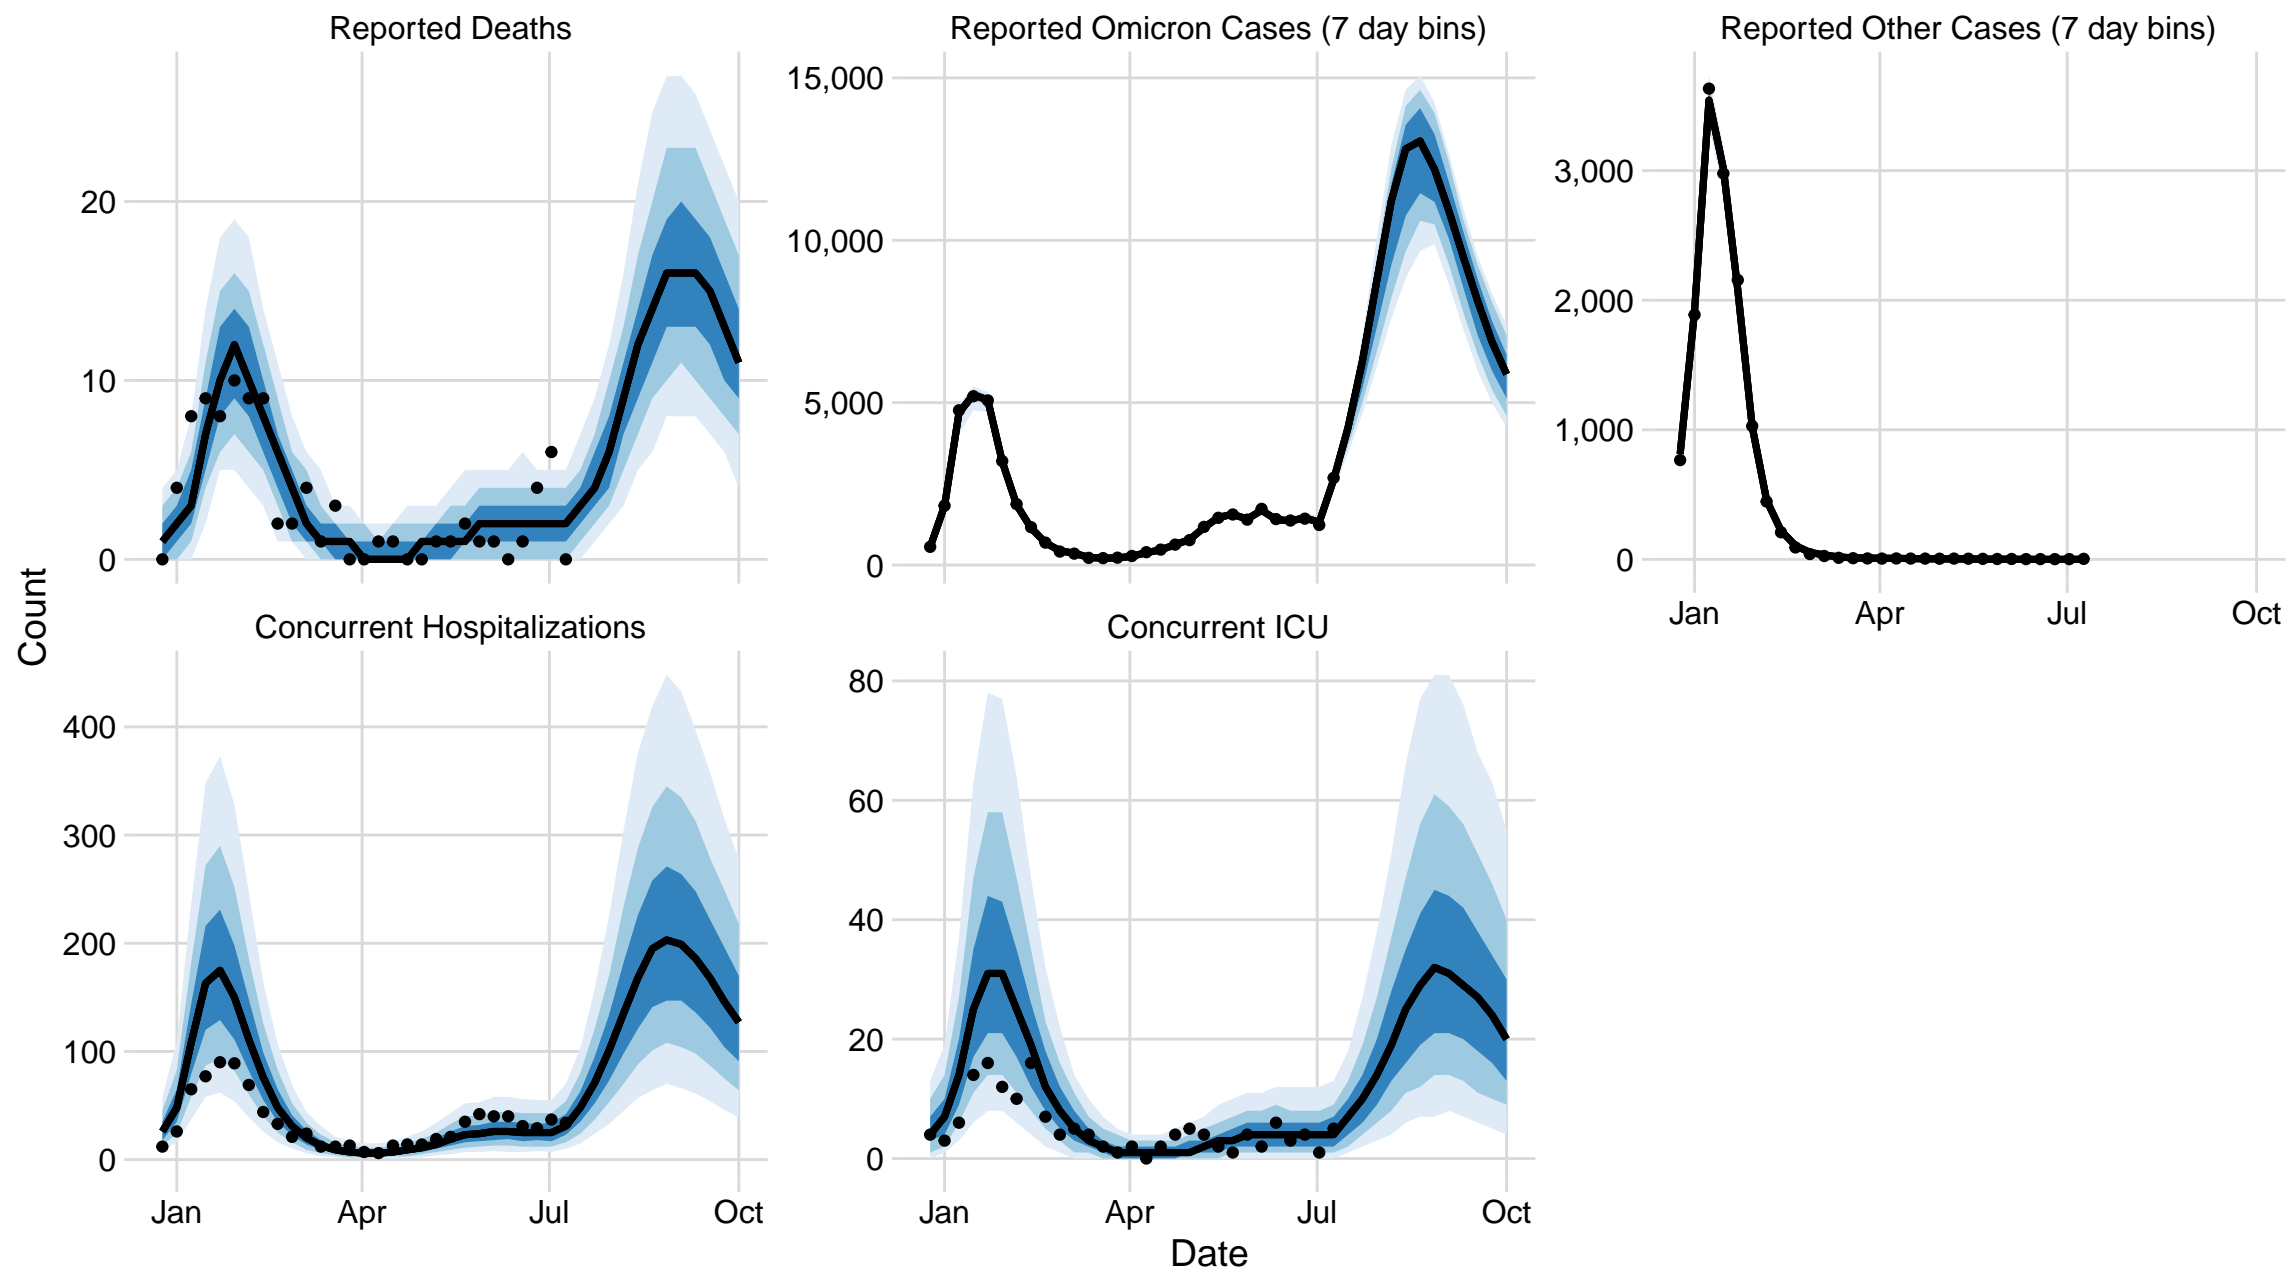 Reported Deaths
Reported Omicron Cases (7 day bins)
Reported Other Cases (7 day bins)
20
10
0
15,000
10,000
5,000
0
3,000
2,000
1,000
0
Jan Apr Jul Oct
Count
Concurrent Hospitalizations
Concurrent ICU
400
300
200
100
0
Jan Apr Jul Oct
80
60
40
20
0
Jan Apr Jul Oct
Date